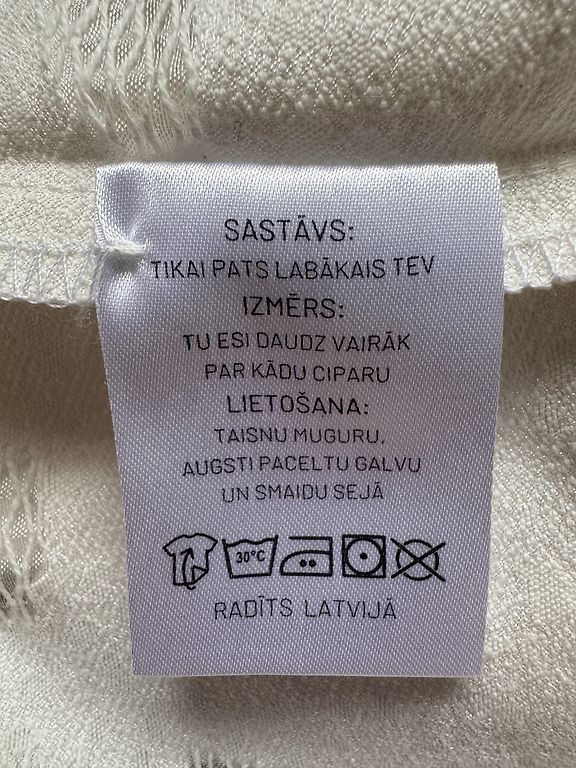 SASTĀVS:
TIKAI PATS LABĀKAIS TEV
IZMĒRS:
TU ESI DAUDZ VAIRĀK
PAR KĀDU CIPARU
LIETOŠANA:
TAISNU MUGURU,
AUGSTI PACELTU GALVU
UN SMAIDU SEJĀ
30°C
RADĪTS LATVIJĀ